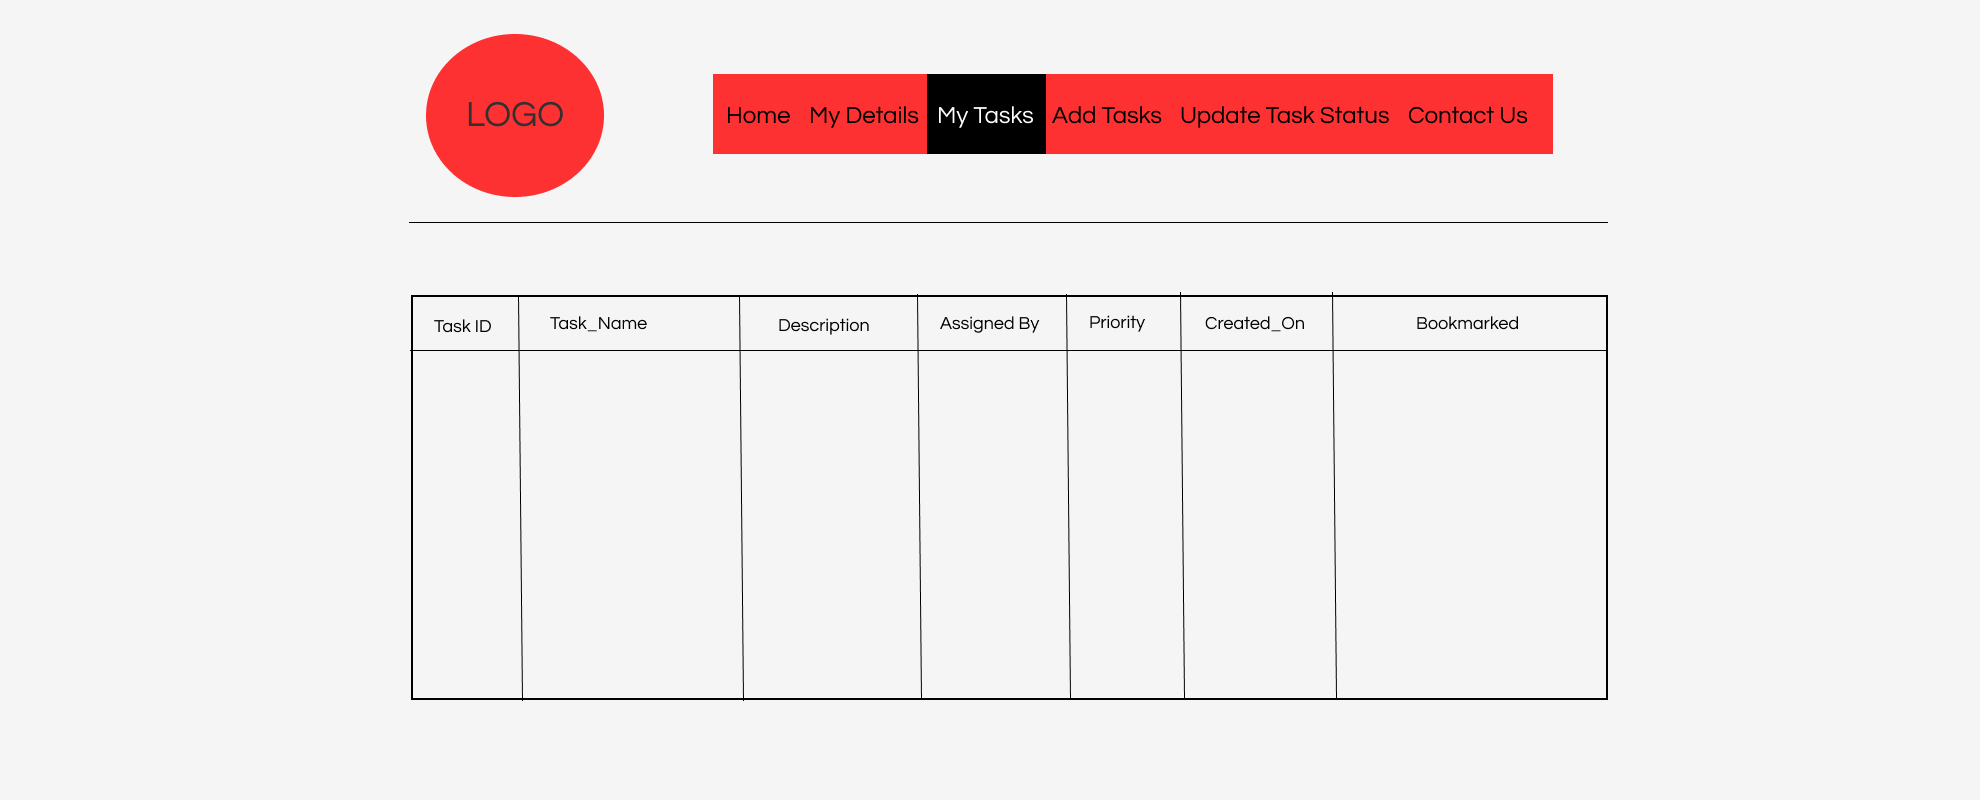 LOGO
Home My Details My Tasks Add Tasks Update Task Status Contact Us
Task ID Task_Name Description Assigned By Priority Created_On Bookmarked